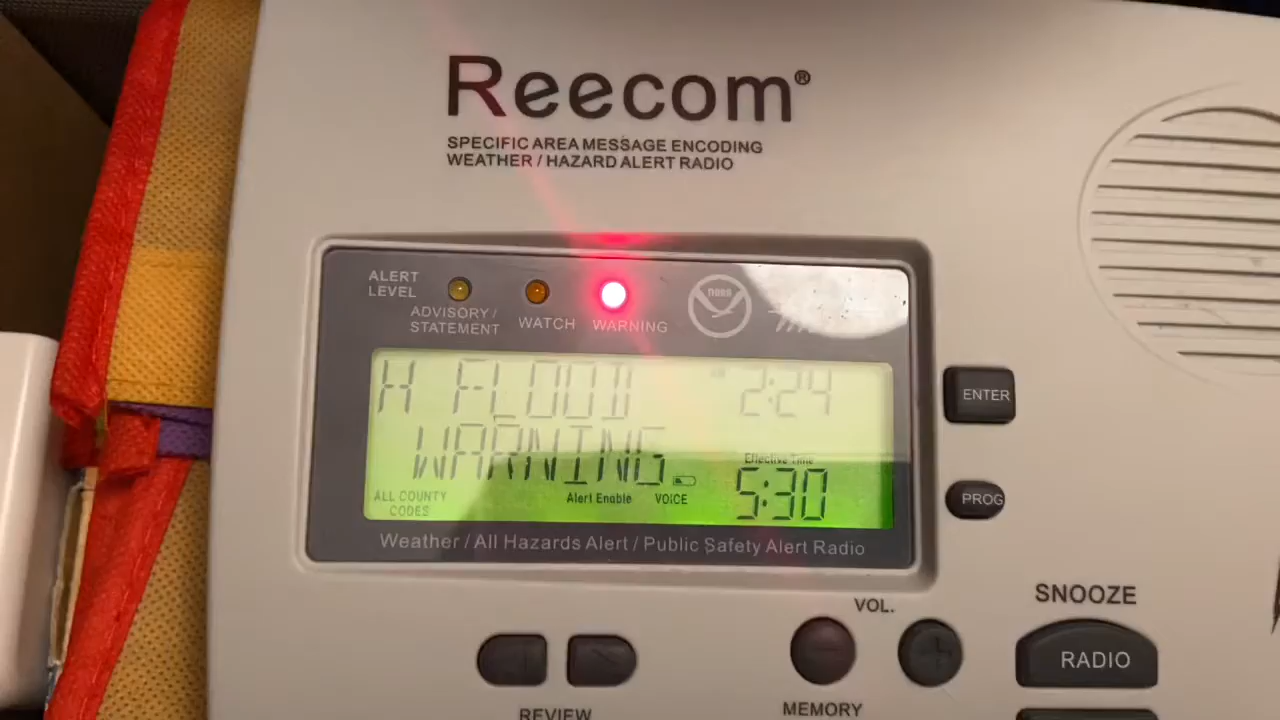 Reecom®
SPECIFIC AREA MESSAGE ENCODING
WEATHER / HAZARD ALERT RADIO
ALERT
LEVEL
ADVISORY /
STATEMENT
WATCH
WARNING
noaa
H FLOOD
2:24
WARNING
Effective Time
5:30
ALL COUNTY
CODES
Alert Enable
VOICE
Weather / All Hazards Alert / Public Safety Alert Radio
ENTER
PROG
VOL.
SNOOZE
RADIO
REVIEW
MEMORY